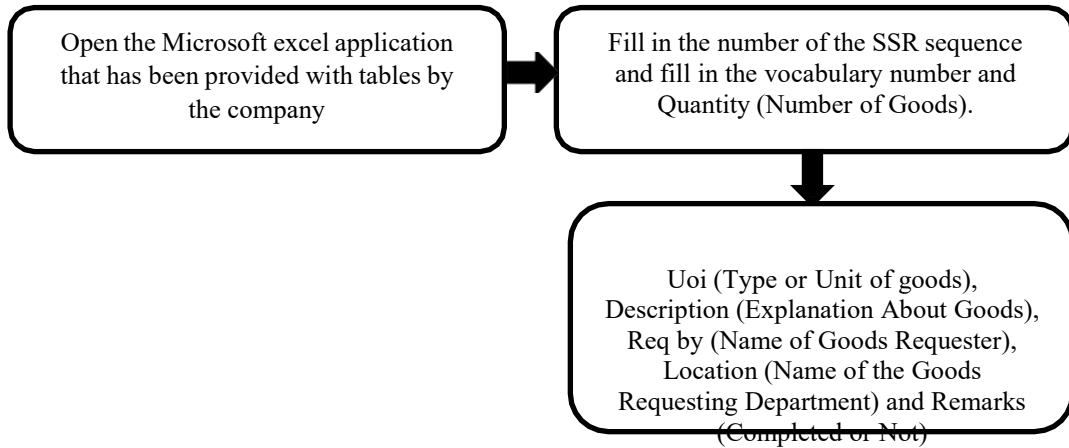 Open the Microsoft excel application
that has been provided with tables by
the company
Fill in the number of the SSR sequence
and fill in the vocabulary number and
Quantity (Number of Goods).
Uoi (Type or Unit of goods),
Description (Explanation About Goods),
Req by (Name of Goods Requester),
Location (Name of the Goods
Requesting Department) and Remarks
(Completed or Not)